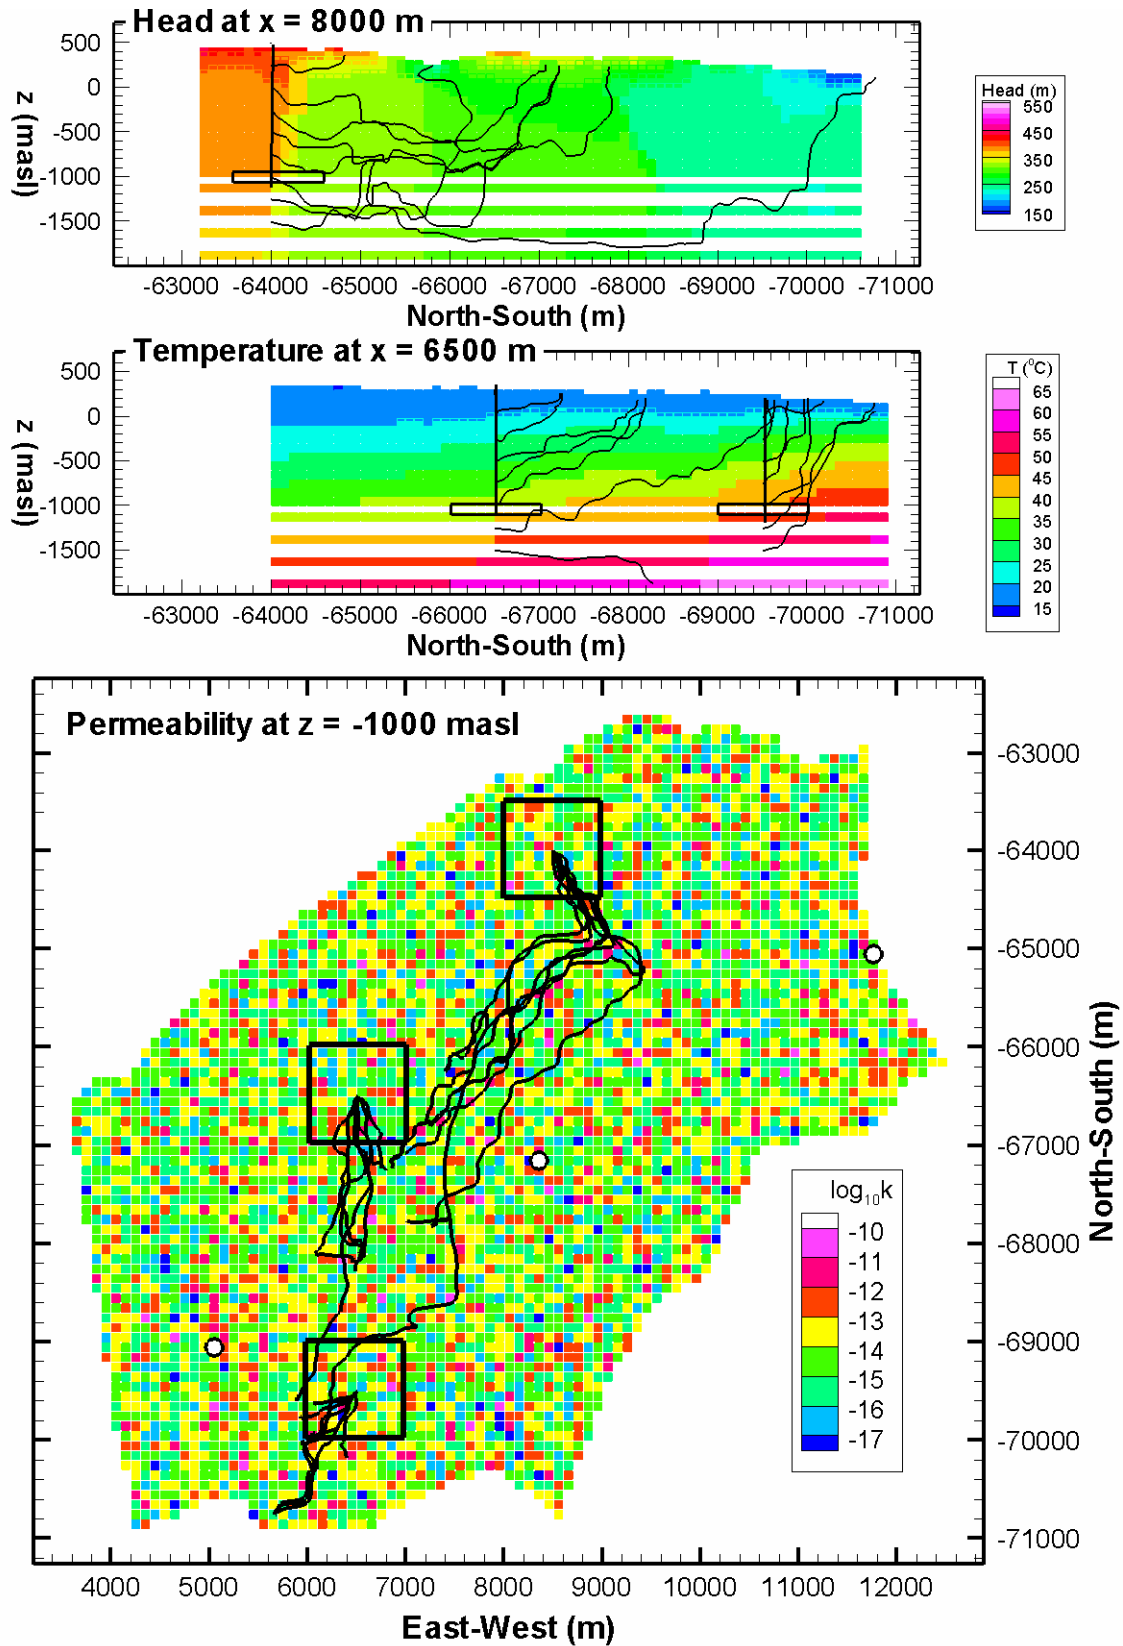 Head at x = 8000 m
500
0
-500
-1000
-1500
z (masl)
-63000 -64000 -65000 -66000 -67000 -68000 -69000 -70000 -71000
North-South (m)
Head (m)
550
450
350
250
150
Temperature at x = 6500 m
500
0
-500
-1000
-1500
z (masl)
-63000 -64000 -65000 -66000 -67000 -68000 -69000 -70000 -71000
North-South (m)
T (⁰C)
65
60
55
50
45
40
35
30
25
20
15
Permeability at z = -1000 masl
-63000
-64000
-65000
-66000
-67000
-68000
-69000
-70000
-71000
North-South (m)
log₁₀k
-10
-11
-12
-13
-14
-15
-16
-17
4000 5000 6000 7000 8000 9000 10000 11000 12000
East-West (m)